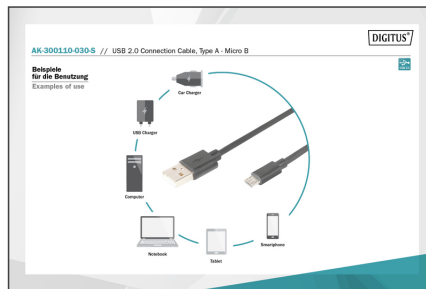 DIGITUS®
AK-300110-030-S // USB 2.0 Connection Cable, Type A - Micro B
Beispiele
für die Benutzung
Examples of use
Car Charger
USB Charger
Computer
Notebook
Tablet
Smartphone